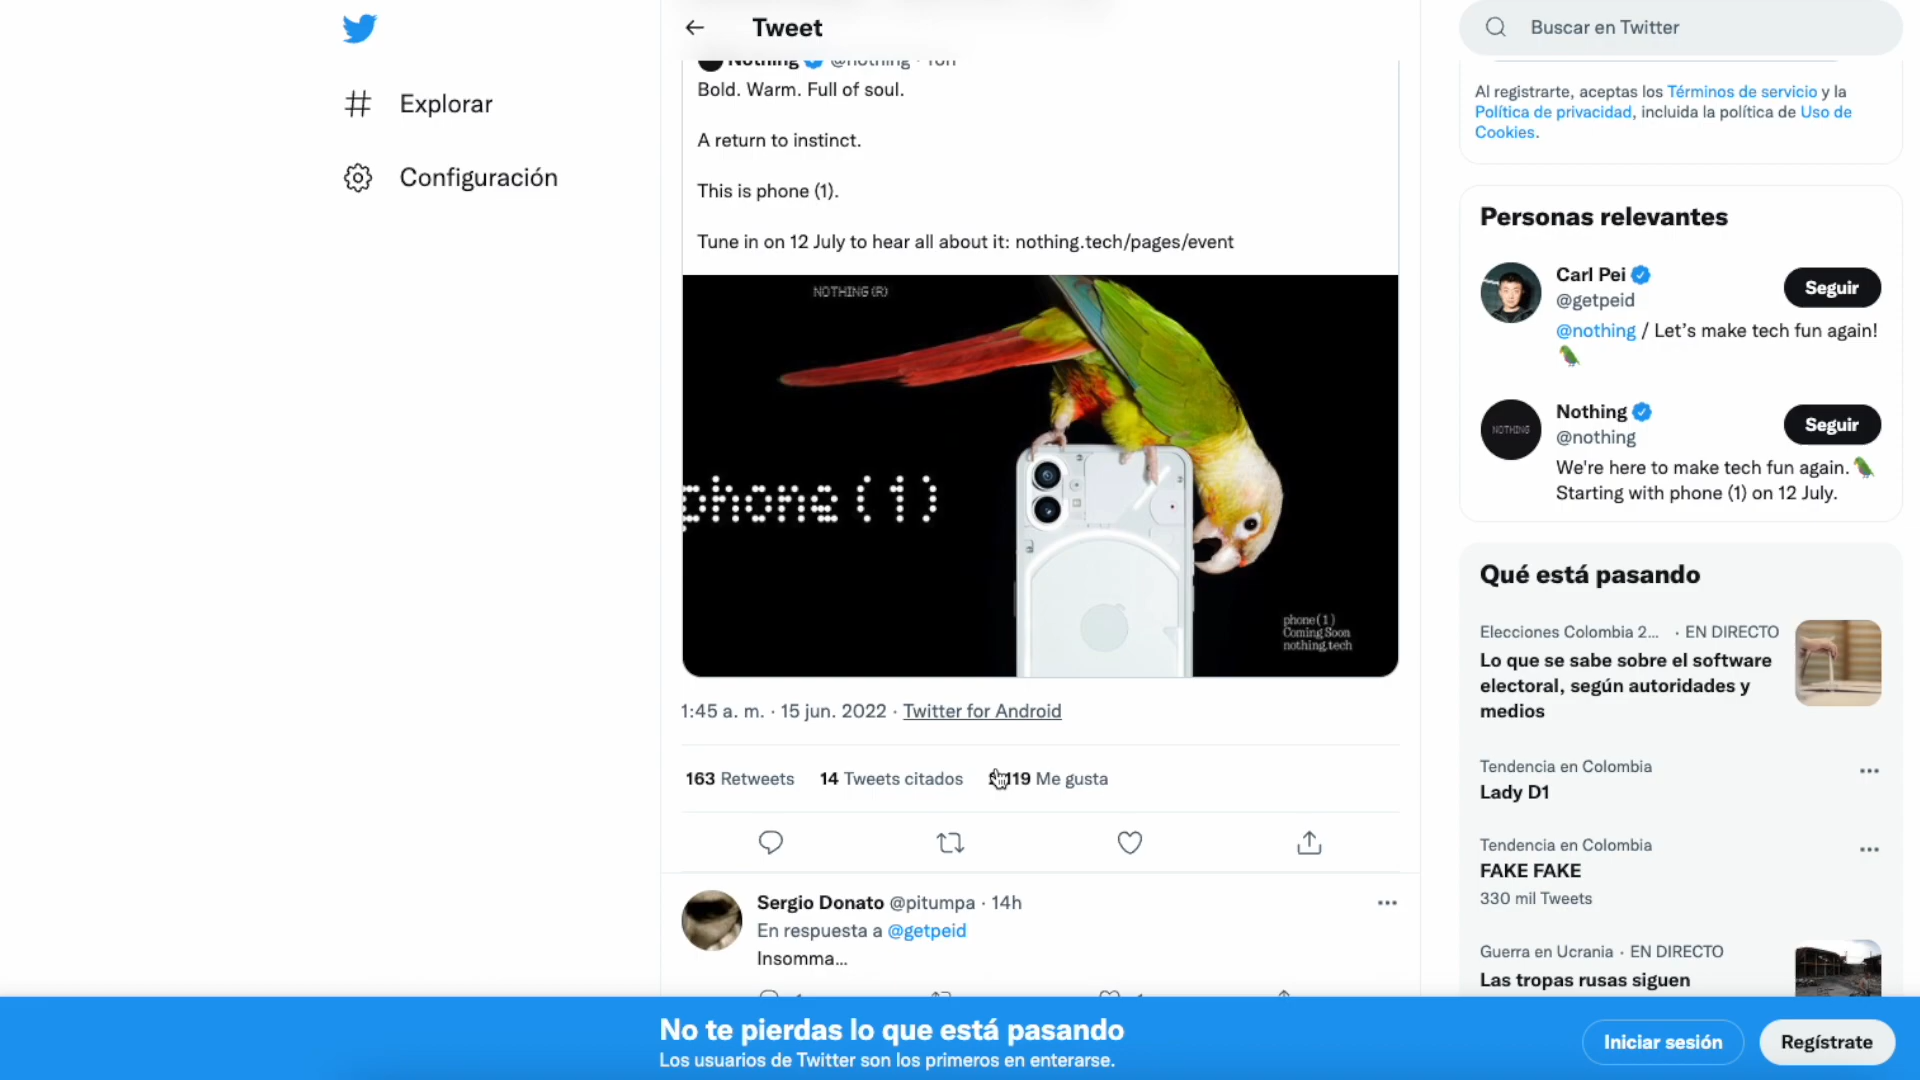 Tweet
Buscar en Twitter
Explorar
Configuración
Nothing @nothing · 16h
Bold. Warm. Full of soul.
A return to instinct.
This is phone (1).
Tune in on 12 July to hear all about it: nothing.tech/pages/event
NOTHING (R)
phone (1)
phone (1)
Coming Soon
nothing.tech
1:45 a. m. · 15 jun. 2022 · Twitter for Android
163 Retweets 14 Tweets citados Me gusta
Sergio Donato @pitumpa · 14h
En respuesta a @getpeid
Insomma...
Al registrarte, aceptas los Términos de servicio y la
Política de privacidad, incluida la política de Uso de
Cookies.
Personas relevantes
Carl Pei
@getpeid
Seguir
@nothing / Let's make tech fun again!
NOTHING
Nothing
@nothing
Seguir
We're here to make tech fun again.
Starting with phone (1) on 12 July.
Qué está pasando
Elecciones Colombia 2... · EN DIRECTO
Lo que se sabe sobre el software
electoral, según autoridades y
medios
Tendencia en Colombia
Lady D1
Tendencia en Colombia
FAKE FAKE
330 mil Tweets
Guerra en Ucrania · EN DIRECTO
Las tropas rusas siguen
No te pierdas lo que está pasando
Los usuarios de Twitter son los primeros en enterarse.
Iniciar sesión
Regístrate